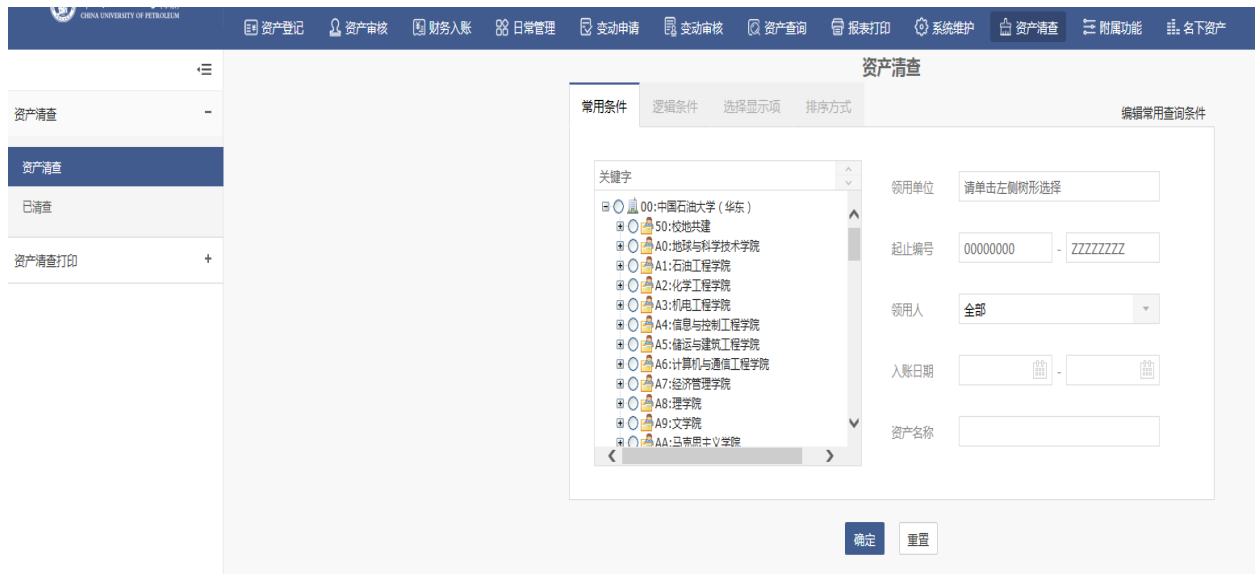 CHINA UNIVERSITY OF PETROLEUM
资产登记 资产审核 财务入账 日常管理 变动申请 变动审核 资产查询 报表打印 系统维护 资产清查 附属功能 名下资产
资产清查 -
资产清查
已清查
资产清查打印 +
资产清查
常用条件 逻辑条件 选择显示项 排序方式
编辑常用查询条件
关键字
00:中国石油大学(华东)
50:校地共建
A0:地球与科学技术学院
A1:石油工程学院
A2:化学工程学院
A3:机电工程学院
A4:信息与控制工程学院
A5:储运与建筑工程学院
A6:计算机与通信工程学院
A7:经济管理学院
A8:理学院
A9:文学院
AA:马克思主义学院
领用单位 请单击左侧树形选择
起止编号 00000000 - ZZZZZZZZ
领用人 全部
入账日期 -
资产名称
确定 重置